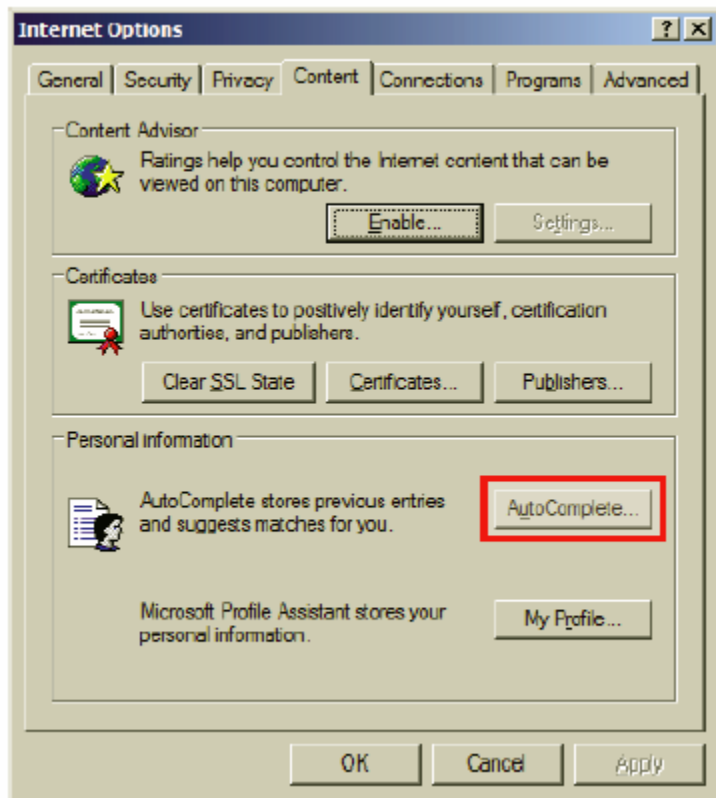 Internet Options
General Security Privacy Content Connections Programs Advanced
Content Advisor
Ratings help you control the Internet content that can be
viewed on this computer.
Enable... Settings...
Certificates
Use certificates to positively identify yourself, certification
authorities, and publishers.
Clear SSL State Certificates... Publishers...
Personal information
AutoComplete stores previous entries
and suggests matches for you.
AutoComplete...
Microsoft Profile Assistant stores your
personal information.
My Profile...
OK Cancel Apply